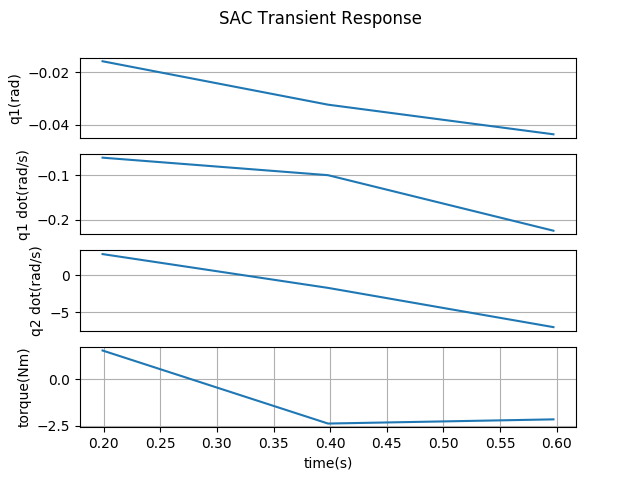 SAC Transient Response
q1(rad)
−0.02
−0.04
q1 dot(rad/s)
−0.1
−0.2
q2 dot(rad/s)
0
−5
torque(Nm)
0.0
−2.5
0.20 0.25 0.30 0.35 0.40 0.45 0.50 0.55 0.60
time(s)